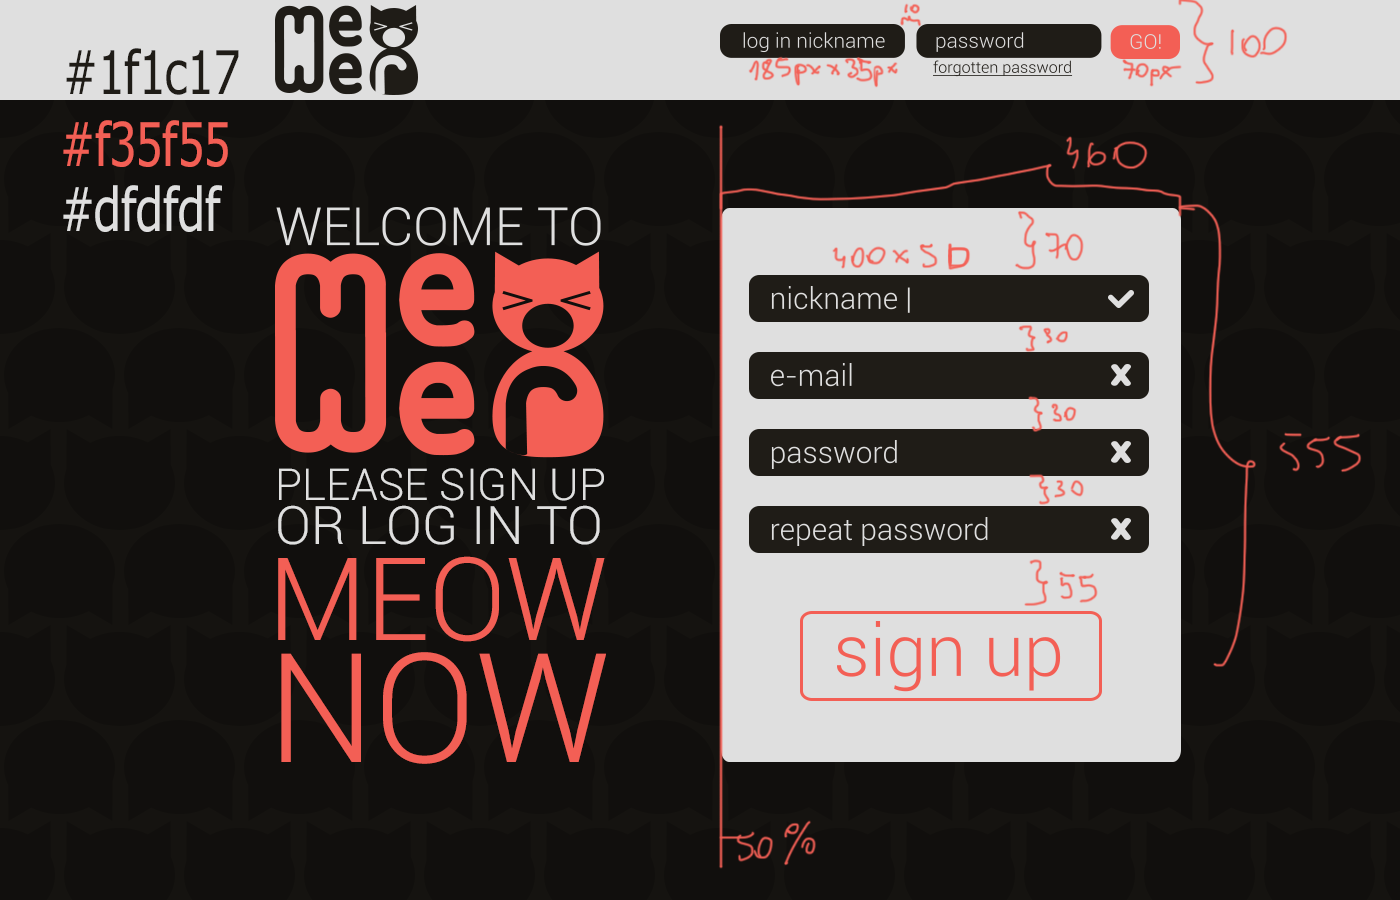 #1f1c17
#f35f55
#dfdfdf
me
we
log in nickname
password
GO!
forgotten password
185px x 35px
70px
100
WELCOME TO
me
we
PLEASE SIGN UP
OR LOG IN TO
MEOW
NOW
460
400 x 50
70
nickname |
30
e-mail
30
password
30
repeat password
55
sign up
555
50%